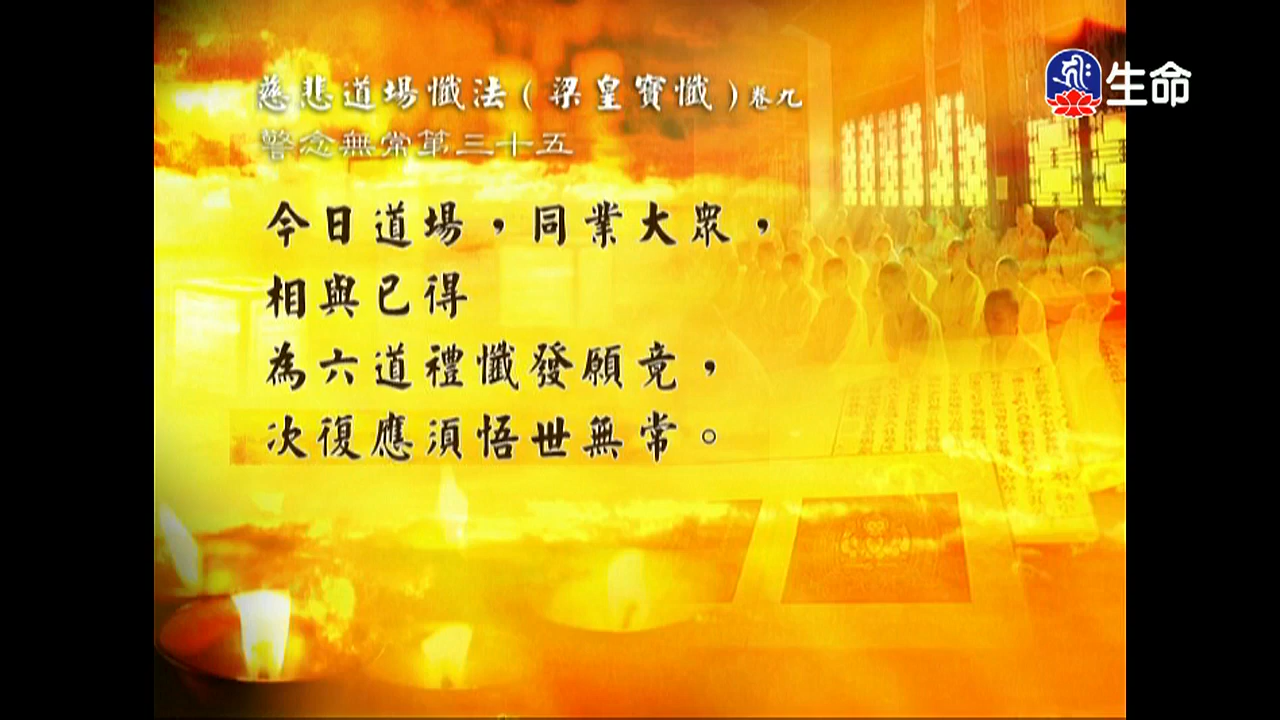 慈悲道場懺法(梁皇寶懺)卷九
生命
警念無常第三十五
今日道場,同業大眾,
相與已得
為六道禮懺發願竟,
次復應須悟世無常。